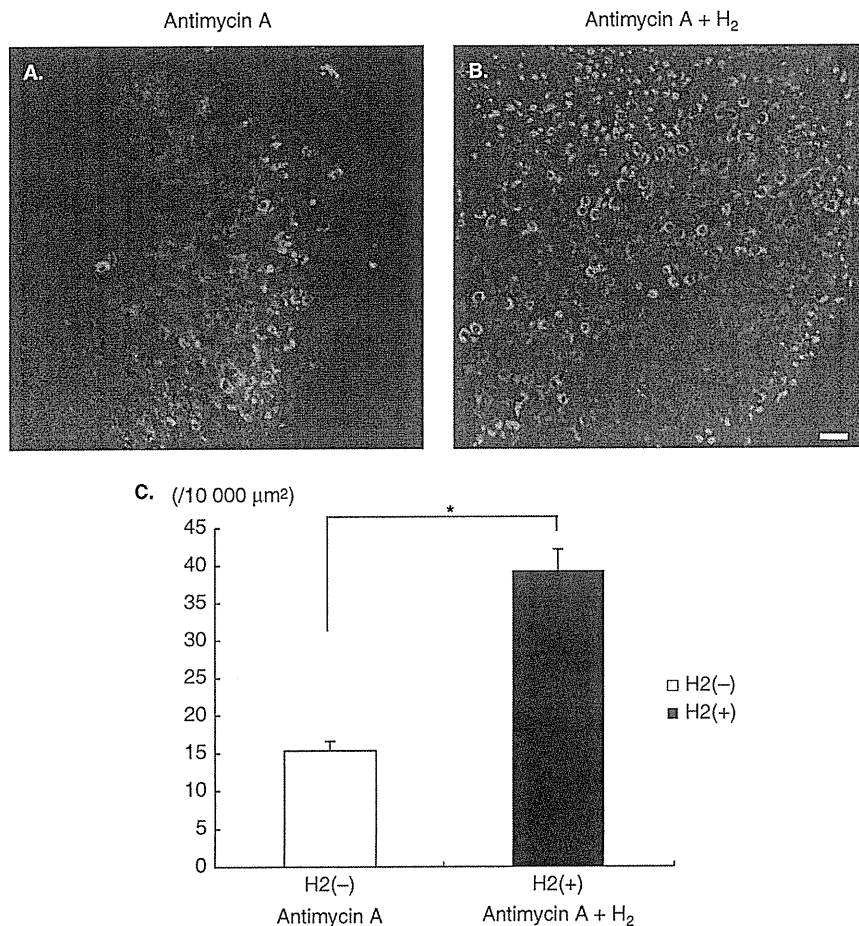 Antimycin A
Antimycin A + H₂
A.
B.
C. (/10 000 µm²)
*
45
40
35
30
25
20
15
10
5
0
H2(–)
H2(+)
H2(–)
Antimycin A
H2(+)
Antimycin A + H₂